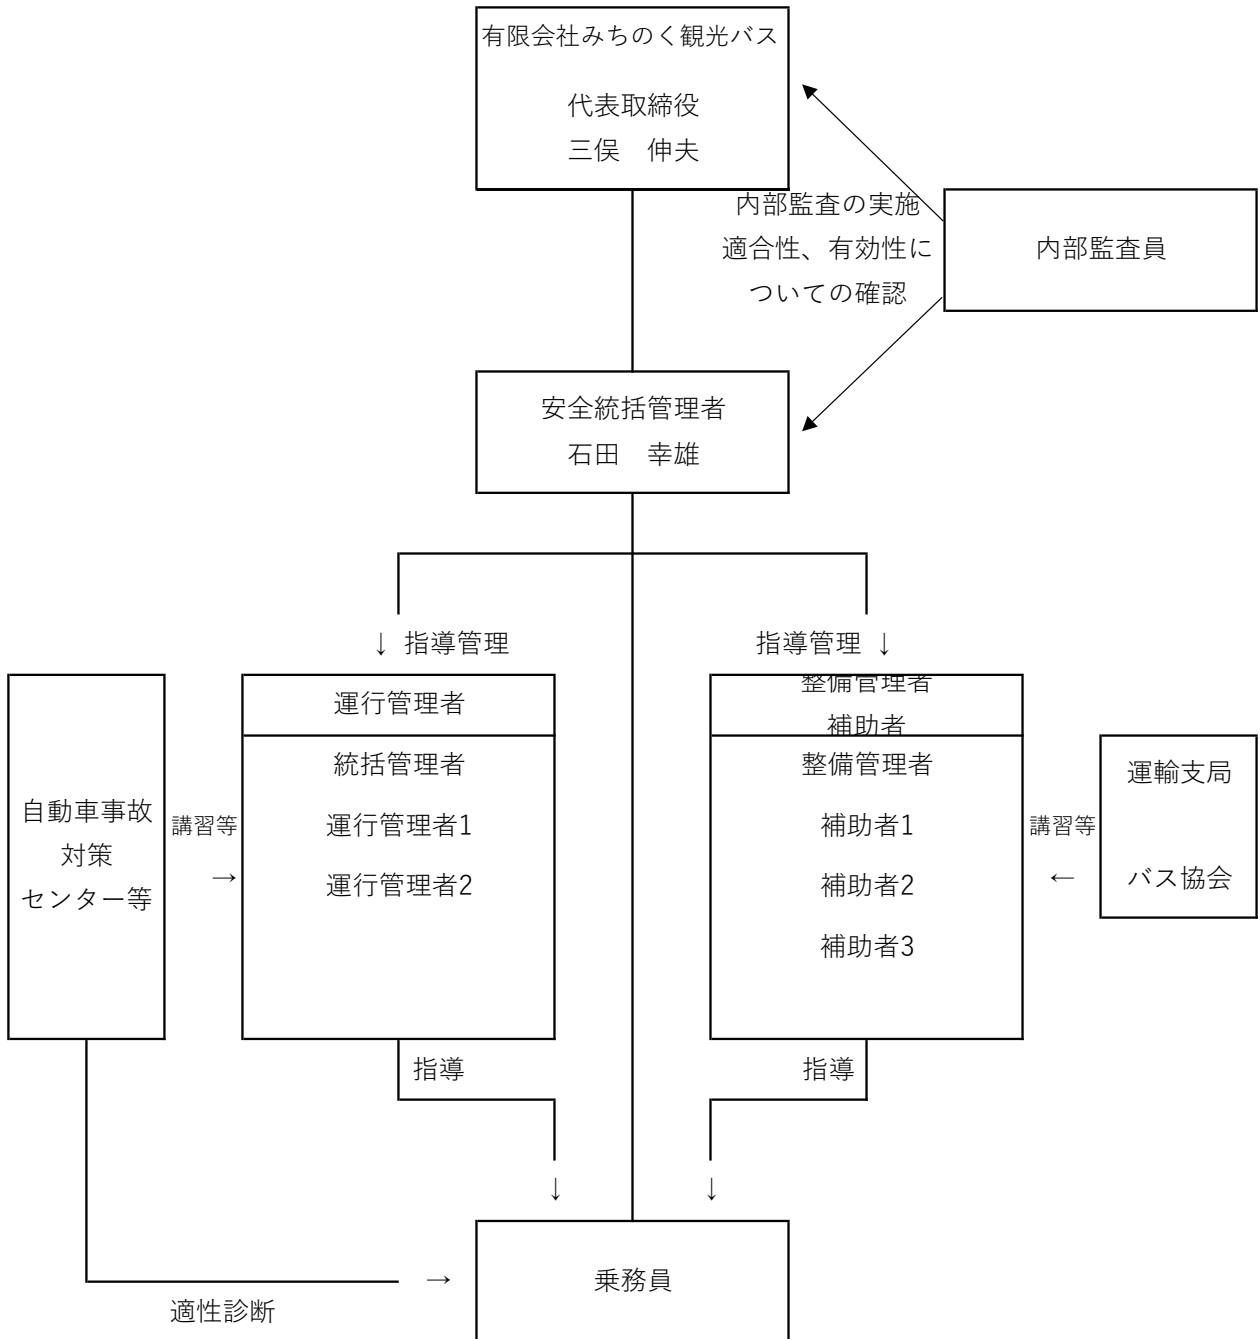 有限会社みちのく観光バス
代表取締役
三俣　伸夫
内部監査の実施
適合性、有効性に
ついての確認
内部監査員
安全統括管理者
石田　幸雄
↓ 指導管理
指導管理 ↓
自動車事故
対策
センター等
講習等
→
運行管理者
統括管理者
運行管理者1
運行管理者2
整備管理者
補助者
整備管理者
補助者1
補助者2
補助者3
講習等
←
運輸支局
バス協会
指導
指導
↓
↓
→
乗務員
適性診断